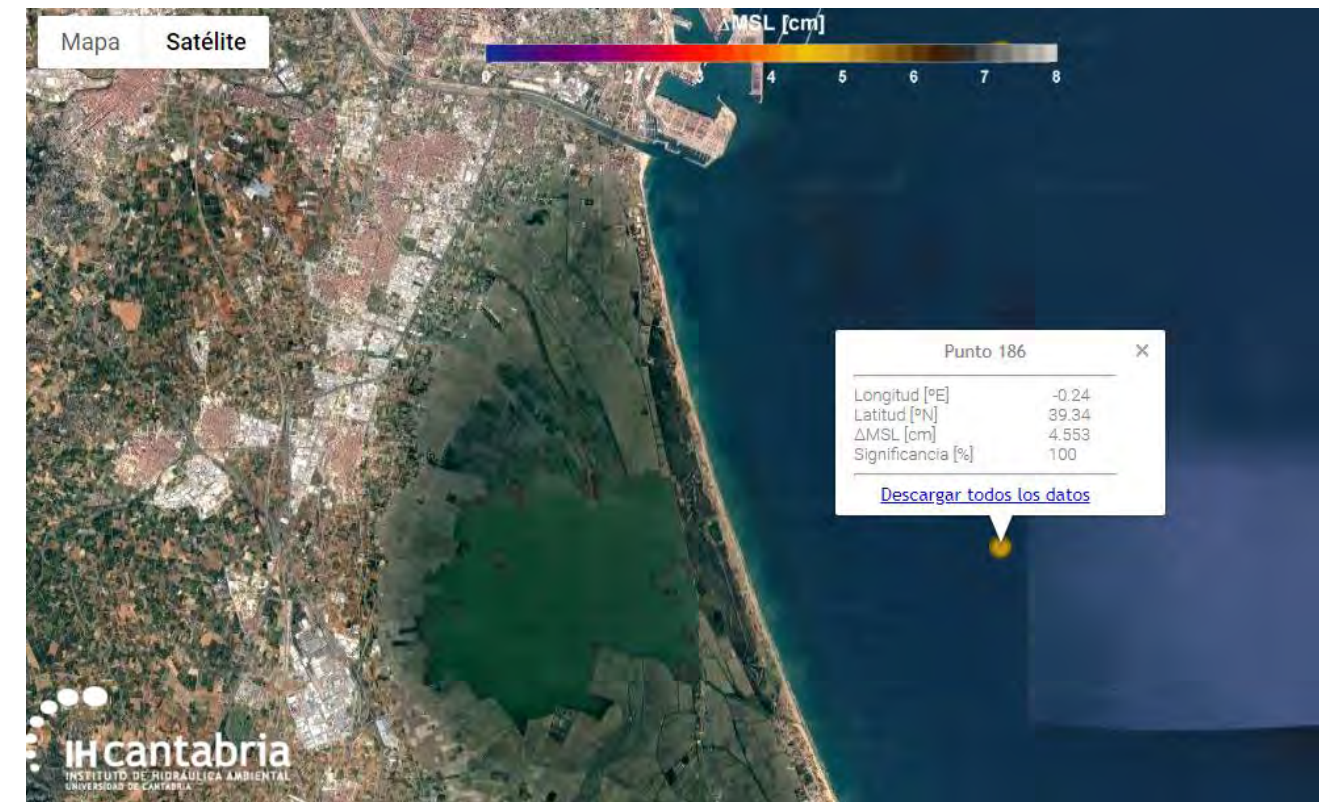 Mapa Satélite
ΔMSL [cm]
0 1 2 3 4 5 6 7 8
Punto 186 ×
Longitud [ºE] -0.24
Latitud [ºN] 39.34
ΔMSL [cm] 4.553
Significancia [%] 100
Descargar todos los datos
IHcantabria
INSTITUTO DE HIDRÁULICA AMBIENTAL
UNIVERSIDAD DE CANTABRIA